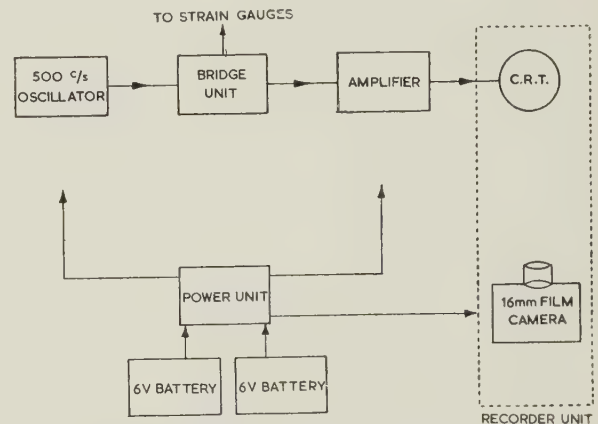 TO STRAIN GAUGES
500 c/s
OSCILLATOR
BRIDGE
UNIT
AMPLIFIER
C.R.T.
POWER UNIT
16mm FILM
CAMERA
6V BATTERY
6V BATTERY
RECORDER UNIT